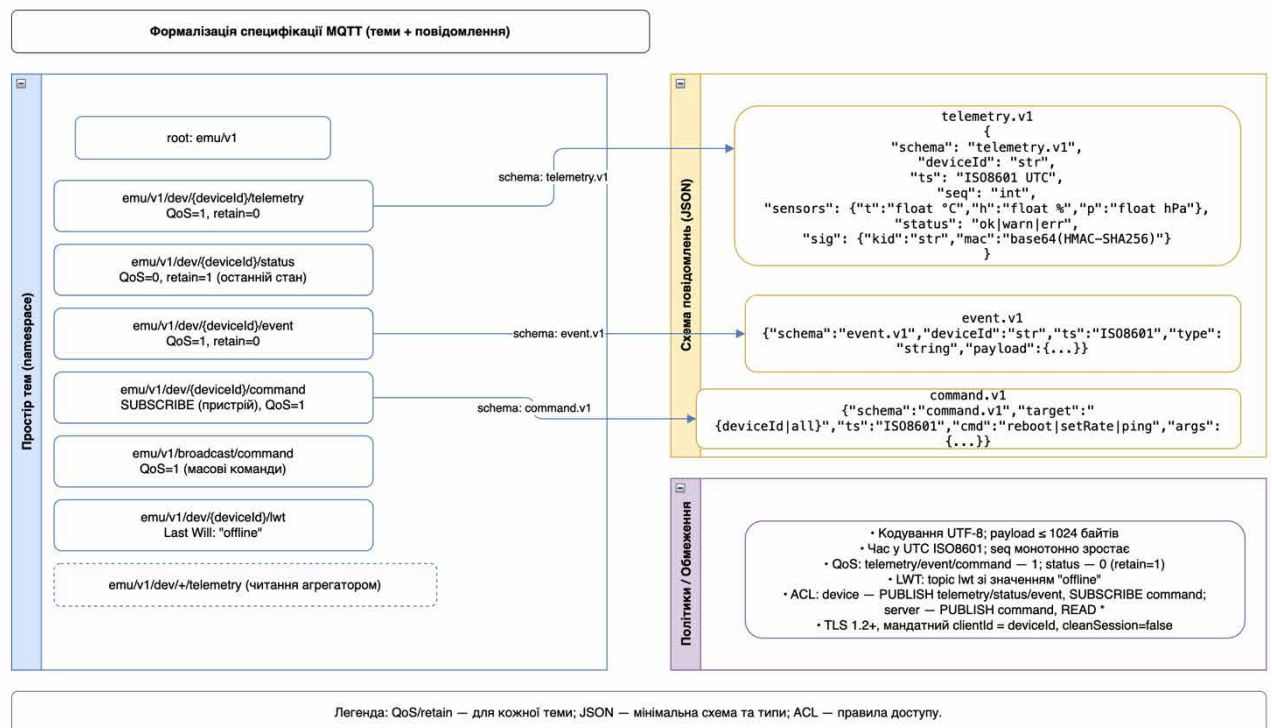 Формалізація специфікації MQTT (теми + повідомлення)
Простір тем (namespace)
root: emu/v1
emu/v1/dev/{deviceId}/telemetry
QoS=1, retain=0
emu/v1/dev/{deviceId}/status
QoS=0, retain=1 (останній стан)
emu/v1/dev/{deviceId}/event
QoS=1, retain=0
emu/v1/dev/{deviceId}/command
SUBSCRIBE (пристрій), QoS=1
emu/v1/broadcast/command
QoS=1 (масові команди)
emu/v1/dev/{deviceId}/lwt
Last Will: "offline"
emu/v1/dev/+/telemetry (читання агрегатором)
schema: telemetry.v1
schema: event.v1
schema: command.v1
Схема повідомлень (JSON)
telemetry.v1
{
"schema": "telemetry.v1",
"deviceId": "str",
"ts": "ISO8601 UTC",
"seq": "int",
"sensors": {"t":"float °C","h":"float %","p":"float hPa"},
"status": "ok|warn|err",
"sig": {"kid":"str","mac":"base64(HMAC-SHA256)"}
}
event.v1
{"schema":"event.v1","deviceId":"str","ts":"ISO8601","type":
"string","payload":{...}}
command.v1
{"schema":"command.v1","target":"
{deviceId|all}","ts":"ISO8601","cmd":"reboot|setRate|ping","args":
{...}}
Політики / Обмеження
• Кодування UTF-8; payload ≤ 1024 байтів
• Час у UTC ISO8601; seq монотонно зростає
• QoS: telemetry/event/command — 1; status — 0 (retain=1)
• LWT: topic lwt зі значенням "offline"
• ACL: device — PUBLISH telemetry/status/event, SUBSCRIBE command;
server — PUBLISH command, READ *
• TLS 1.2+, мандатний clientId = deviceId, cleanSession=false
Легенда: QoS/retain — для кожної теми; JSON — мінімальна схема та типи; ACL — правила доступу.